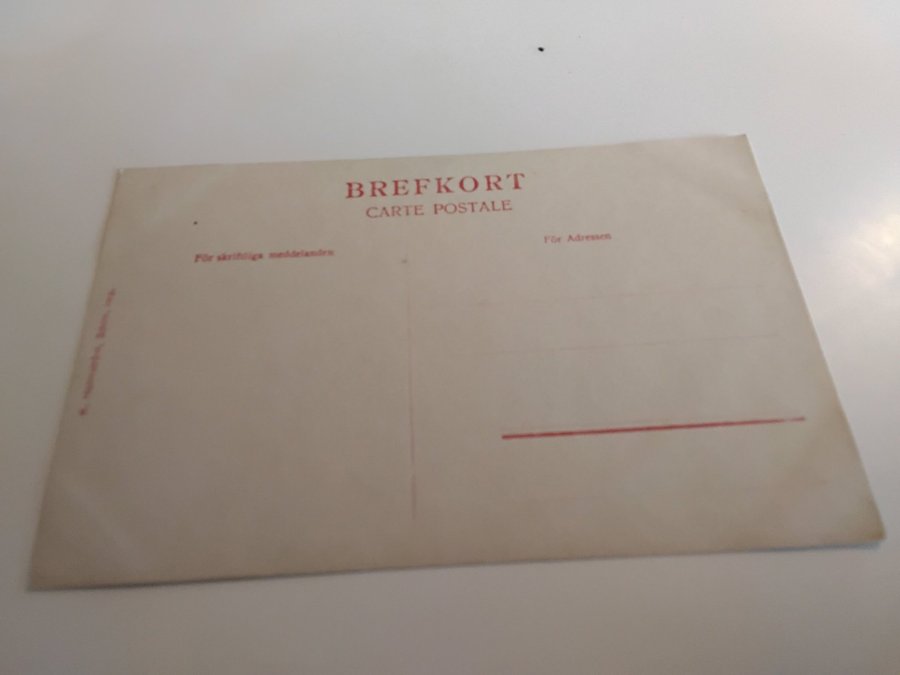 BREFKORT
CARTE POSTALE
För skriftliga meddelanden
För Adressen